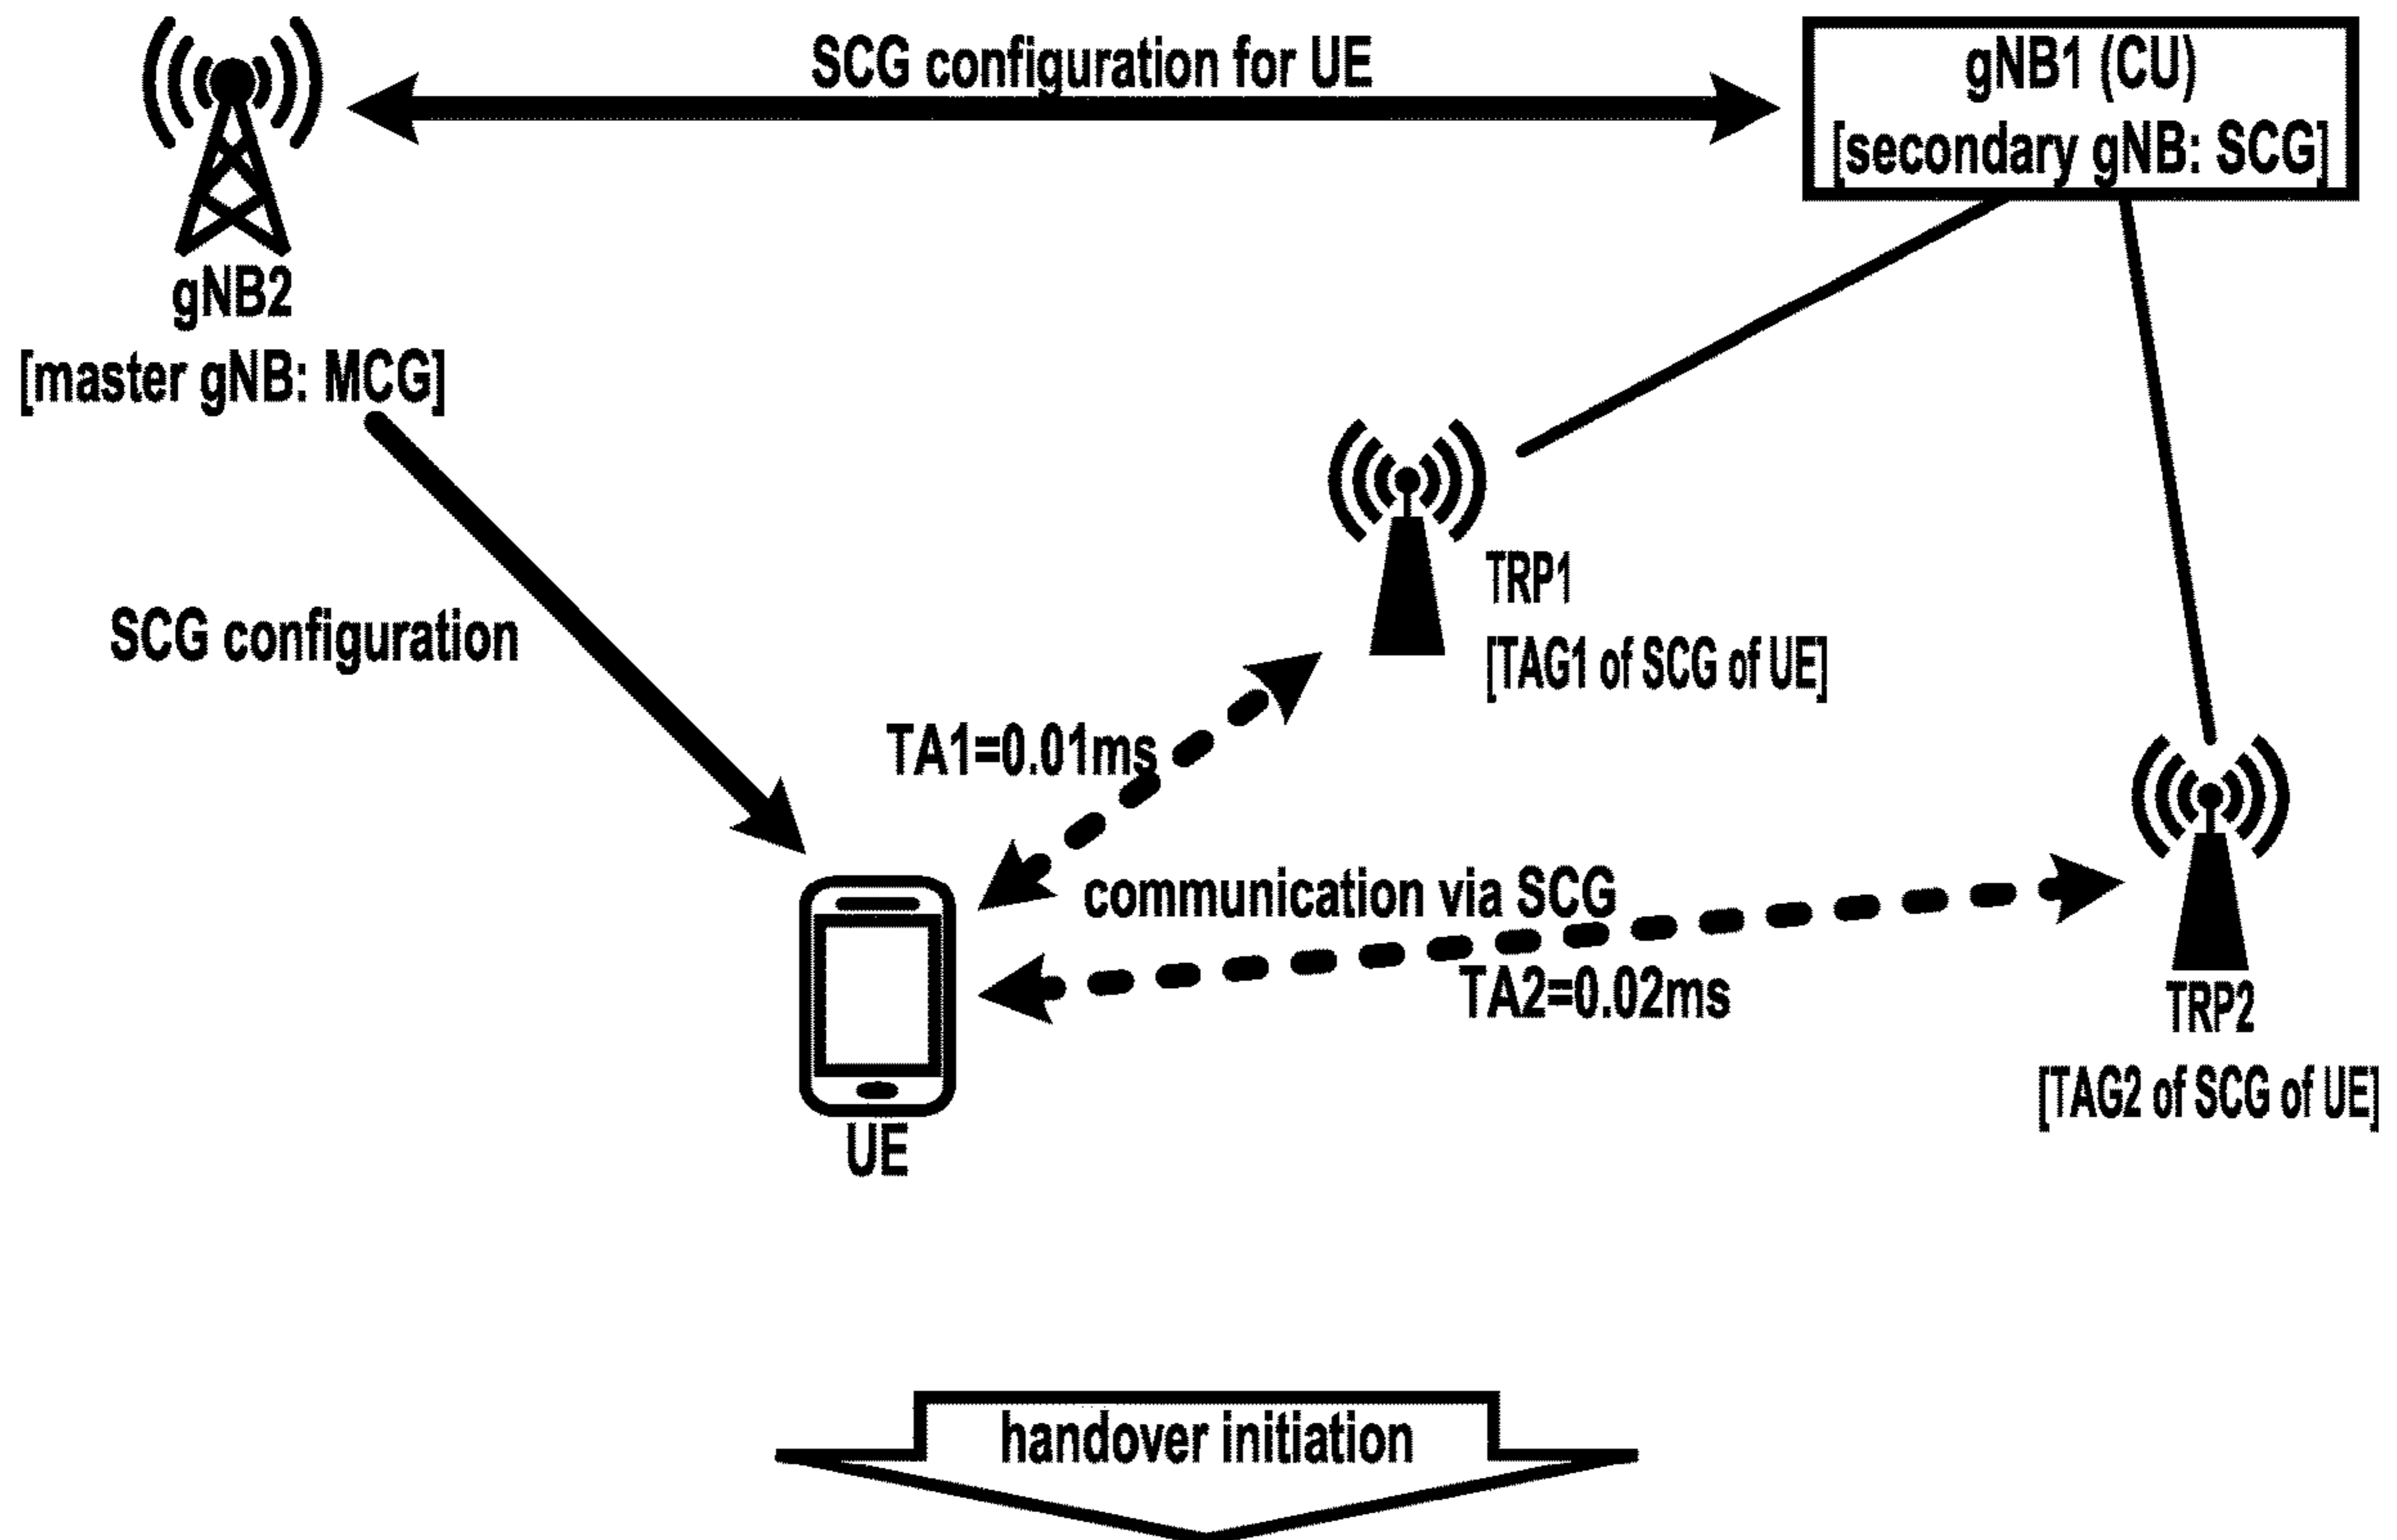 SCG configuration for UE
gNB1 (CU)
[secondary gNB: SCG]
gNB2
[master gNB: MCG]
SCG configuration
TRP1
[TAG1 of SCG of UE]
TA1=0.01ms
communication via SCG
TA2=0.02ms
TRP2
[TAG2 of SCG of UE]
UE
handover initiation